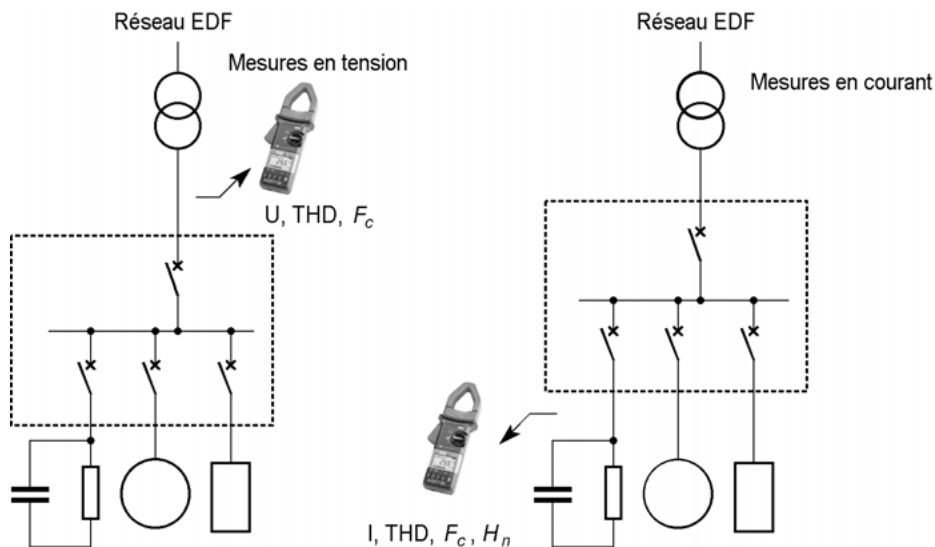 Réseau EDF
Mesures en tension
U, THD, Fc
Réseau EDF
Mesures en courant
I, THD, Fc , Hn